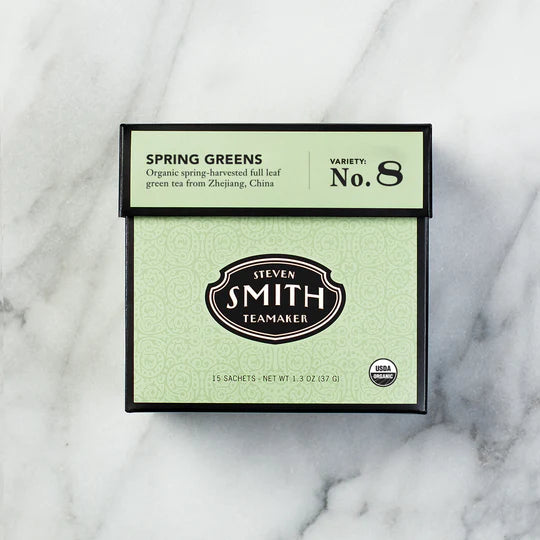 SPRING GREENS
Organic spring-harvested full leaf
green tea from Zhejiang, China
VARIETY:
No. 8
STEVEN
SMITH
TEAMAKER
15 SACHETS - NET WT 1.3 OZ (37 G)
USDA
ORGANIC